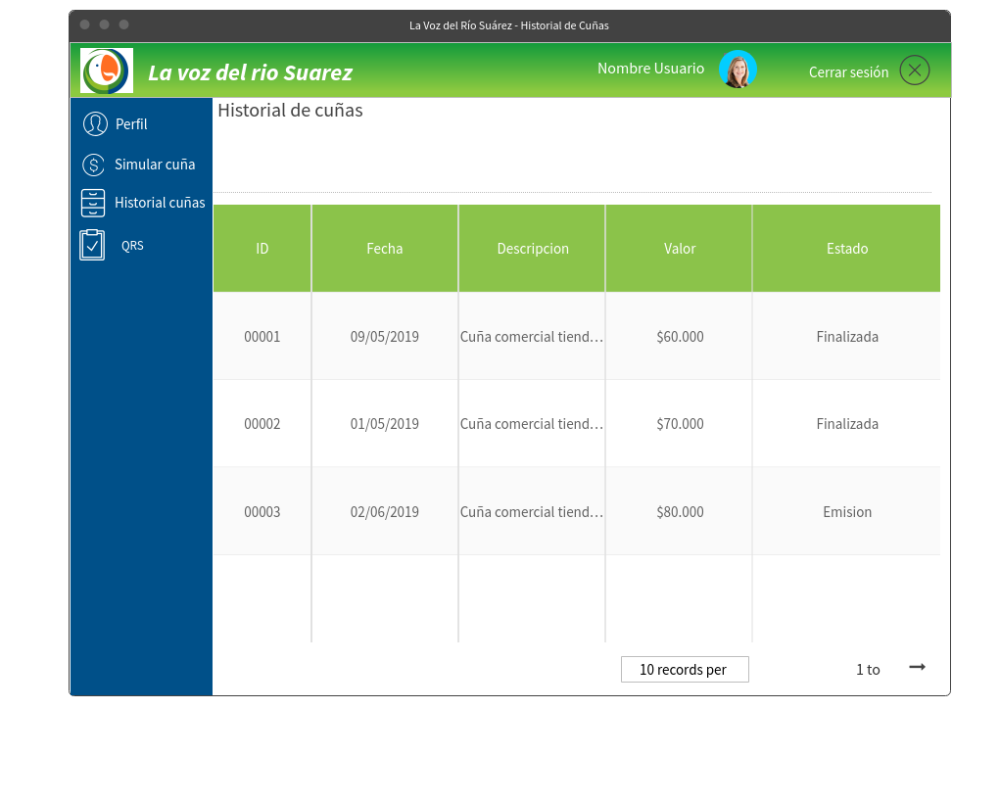 La Voz del Río Suárez - Historial de Cuñas
La voz del rio Suarez
Nombre Usuario
Cerrar sesión
Perfil
Simular cuña
Historial cuñas
QRS
Historial de cuñas
ID Fecha Descripcion Valor Estado
00001 09/05/2019 Cuña comercial tiend... $60.000 Finalizada
00002 01/05/2019 Cuña comercial tiend... $70.000 Finalizada
00003 02/06/2019 Cuña comercial tiend... $80.000 Emision
10 records per
1 to